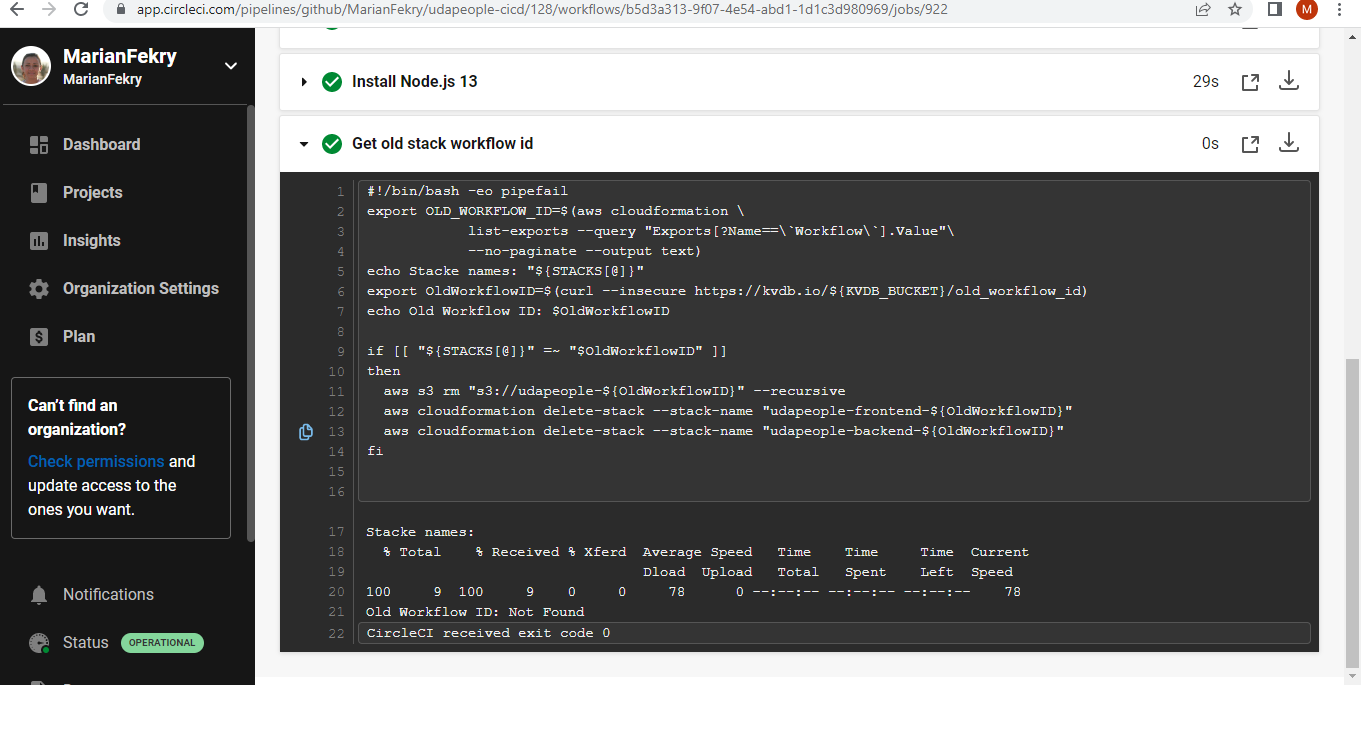 app.circleci.com/pipelines/github/MarianFekry/udapeople-cicd/128/workflows/b5d3a313-9f07-4e54-abd1-1d1c3d980969/jobs/922
M
MarianFekry
MarianFekry
Dashboard
Projects
Insights
Organization Settings
Plan
Can't find an
organization?
Check permissions and
update access to the
ones you want.
Notifications
Status OPERATIONAL
Install Node.js 13 29s
Get old stack workflow id 0s
1 #!/bin/bash -eo pipefail
2 export OLD_WORKFLOW_ID=$(aws cloudformation \
3 list-exports --query "Exports[?Name==\`Workflow\`].Value"\
4 --no-paginate --output text)
5 echo Stacke names: "${STACKS[@]}"
6 export OldWorkflowID=$(curl --insecure https://kvdb.io/${KVDB_BUCKET}/old_workflow_id)
7 echo Old Workflow ID: $OldWorkflowID
8
9 if [[ "${STACKS[@]}" =~ "$OldWorkflowID" ]]
10 then
11 aws s3 rm "s3://udapeople-${OldWorkflowID}" --recursive
12 aws cloudformation delete-stack --stack-name "udapeople-frontend-${OldWorkflowID}"
13 aws cloudformation delete-stack --stack-name "udapeople-backend-${OldWorkflowID}"
14 fi
15
16
17 Stacke names:
18 % Total % Received % Xferd Average Speed Time Time Time Current
19 Dload Upload Total Spent Left Speed
20 100 9 100 9 0 0 78 0 --:--:-- --:--:-- --:--:-- 78
21 Old Workflow ID: Not Found
22 CircleCI received exit code 0